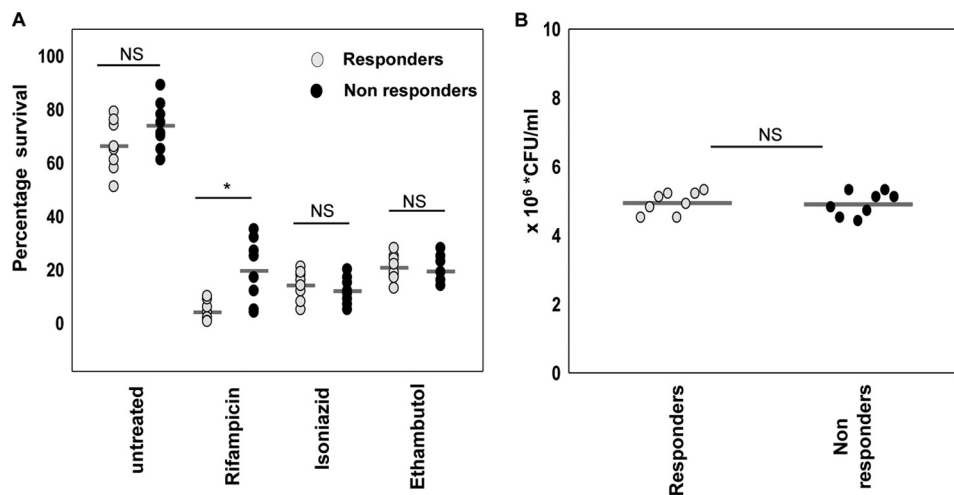 A
100
80
60
40
20
0
Percentage survival
NS
*
NS
NS
Responders
Non responders
untreated
Rifampicin
Isoniazid
Ethambutol
B
10
8
6
4
2
0
x 10⁶ *CFU/ml
NS
Responders
Non
responders